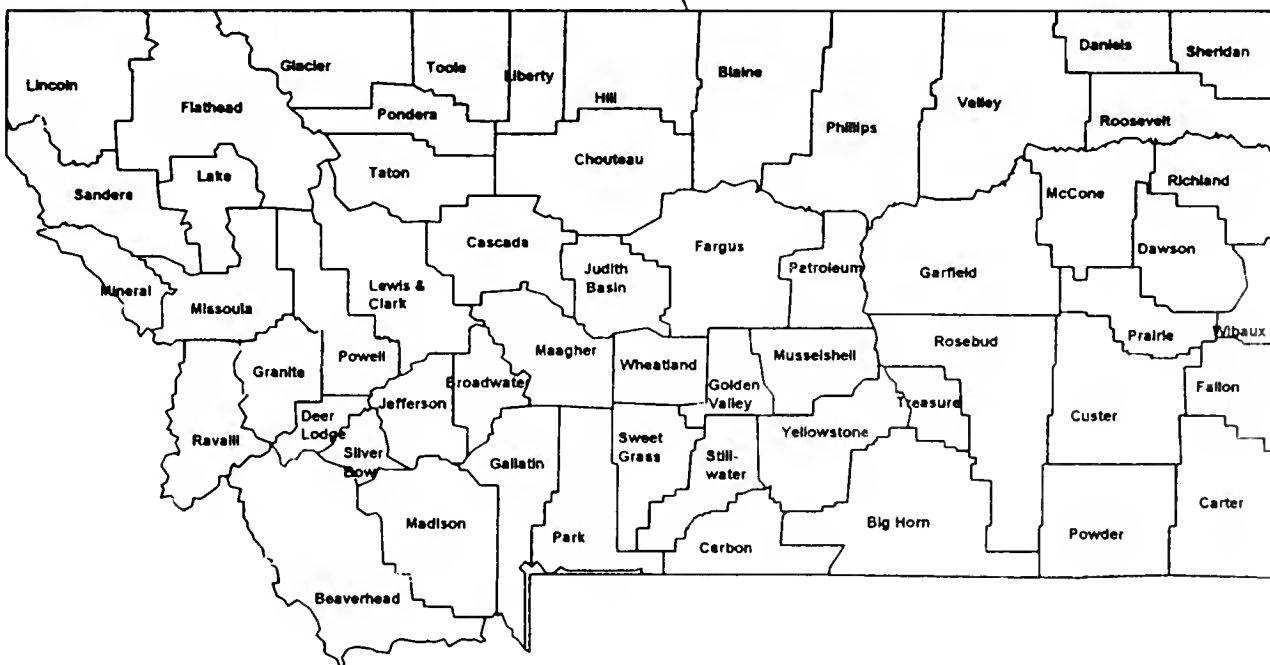 Lincoln
Flathead
Glacier
Toole
Liberty
Hill
Blaine
Phillips
Valley
Daniels
Sheridan
Roosevelt
Pondera
Chouteau
Taton
Sandere
Lake
McCone
Richland
Cascada
Judith
Basin
Fargus
Petroleum
Garfield
Dawson
Mineral
Missoula
Lewis &
Clark
Powell
Maagher
Wheatland
Golden
Valley
Musselshell
Rosebud
Prairie
Wibaux
Granite
Broadwater
Jefferson
Deer
Lodge
Silver
Bow
Ravalli
Gallatin
Sweet
Grass
Still-
water
Yellowstone
Treasure
Custer
Fallon
Madison
Park
Carbon
Big Horn
Powder
Carter
Beaverhead